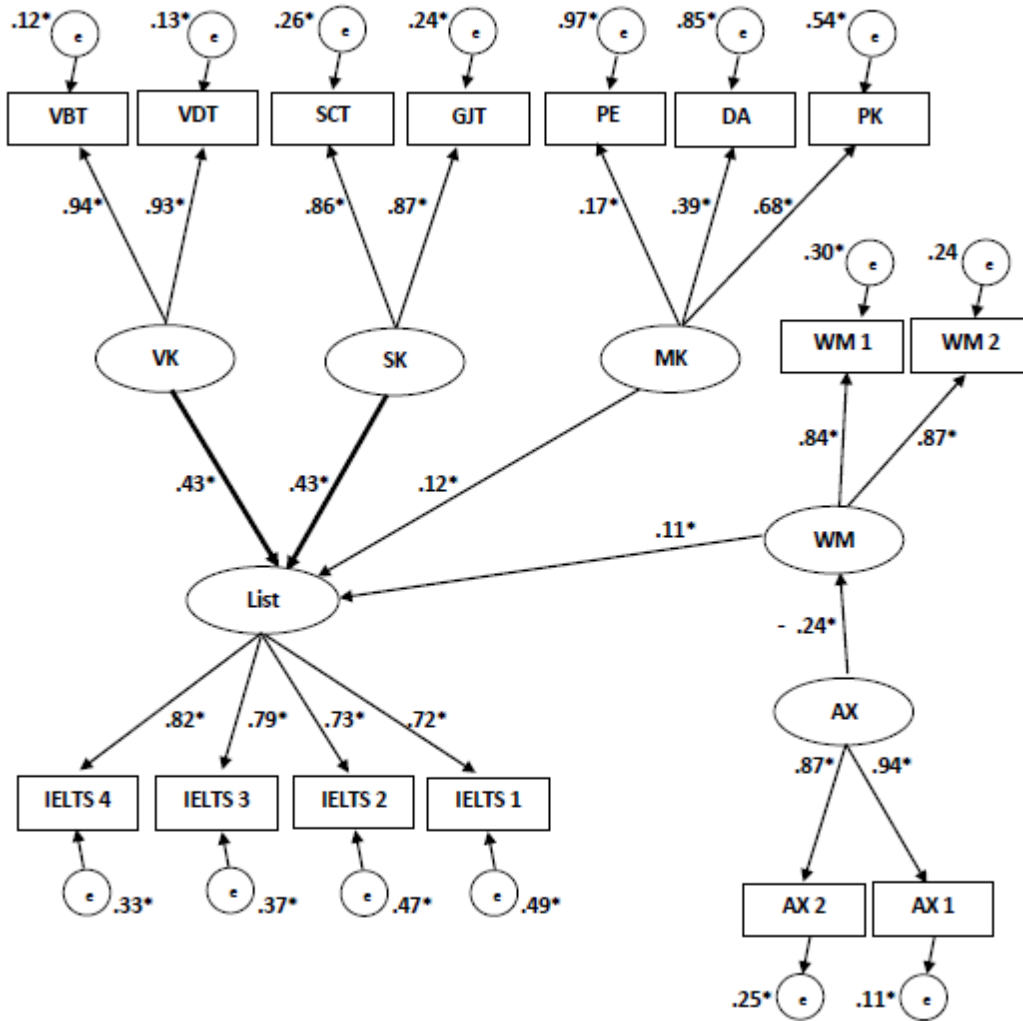 .12* e .13* e .26* e .24* e .97* e .85* e .54* e
VBT VDT SCT GJT PE DA PK
.94* .93* .86* .87* .17* .39* .68*
.30* e .24 e
WM 1 WM 2
VK SK MK
.84* .87*
.43* .43* .12*
.11* WM
List
- .24*
AX
.82* .79* .73* .72*
.87* .94*
IELTS 4 IELTS 3 IELTS 2 IELTS 1
e .33* e .37* e .47* e .49*
AX 2 AX 1
.25* e .11* e